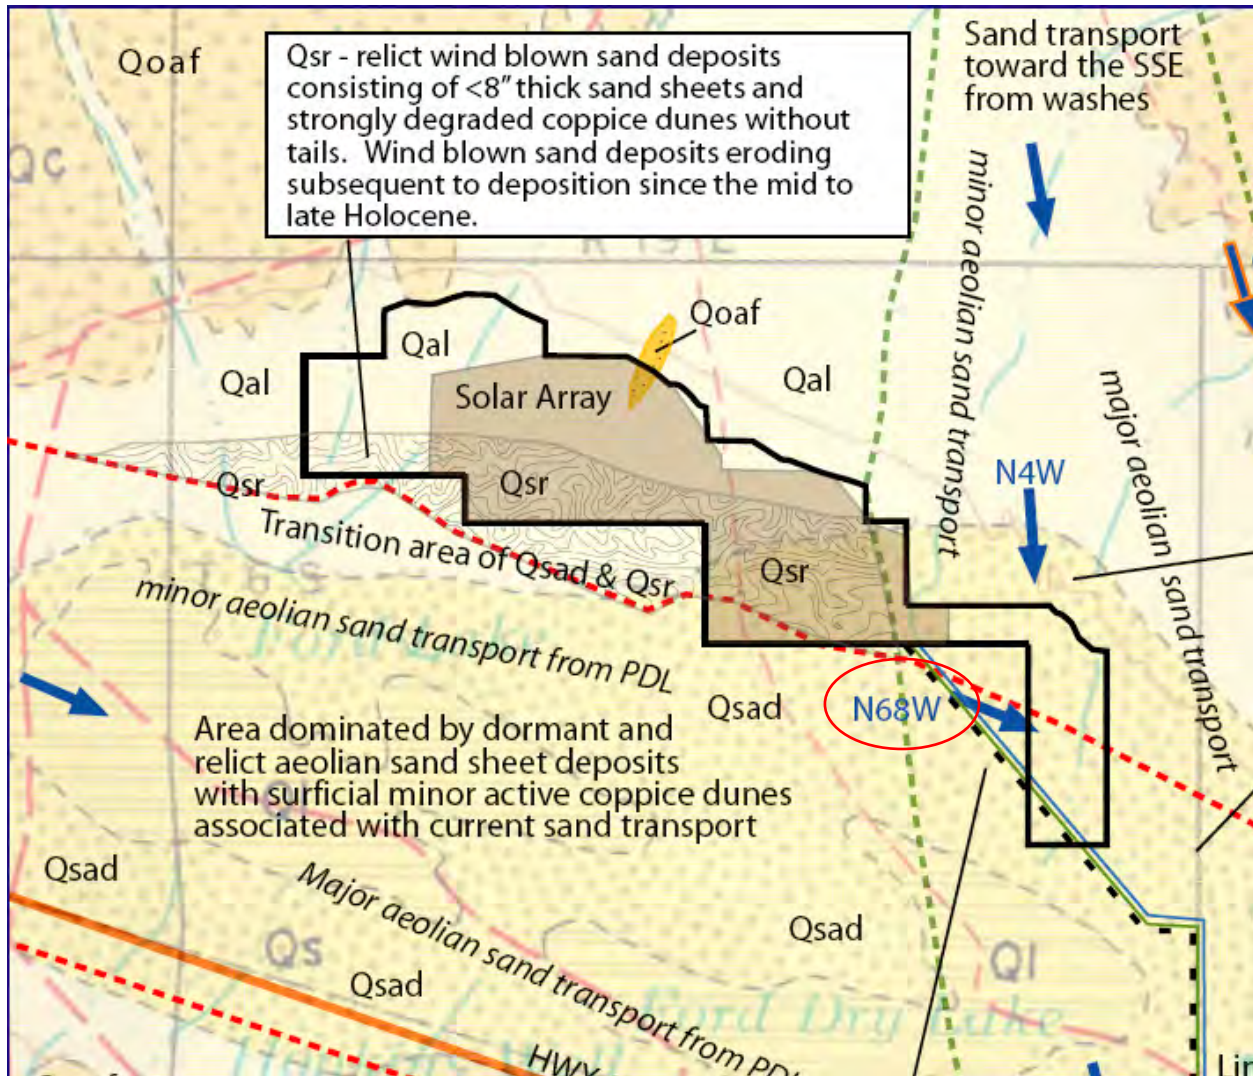 Qoaf
Qsr - relict wind blown sand deposits
consisting of <8" thick sand sheets and
strongly degraded coppice dunes without
tails. Wind blown sand deposits eroding
subsequent to deposition since the mid to
late Holocene.
Sand transport
toward the SSE
from washes
Qc
minor aeolian sand transport
major aeolian sand transport
Qoaf
Qal
Qal
Qal
Solar Array
N4W
Qsr
Qsr
Qsr
Transition area of Qsad & Qsr
minor aeolian sand transport from PDL
Qsad
N68W
Area dominated by dormant and
relict aeolian sand sheet deposits
with surficial minor active coppice dunes
associated with current sand transport
Qsad
Major aeolian sand transport from PDL
Qsad
Qs
Qsad
Ql
Ford Dry Lake
HWY